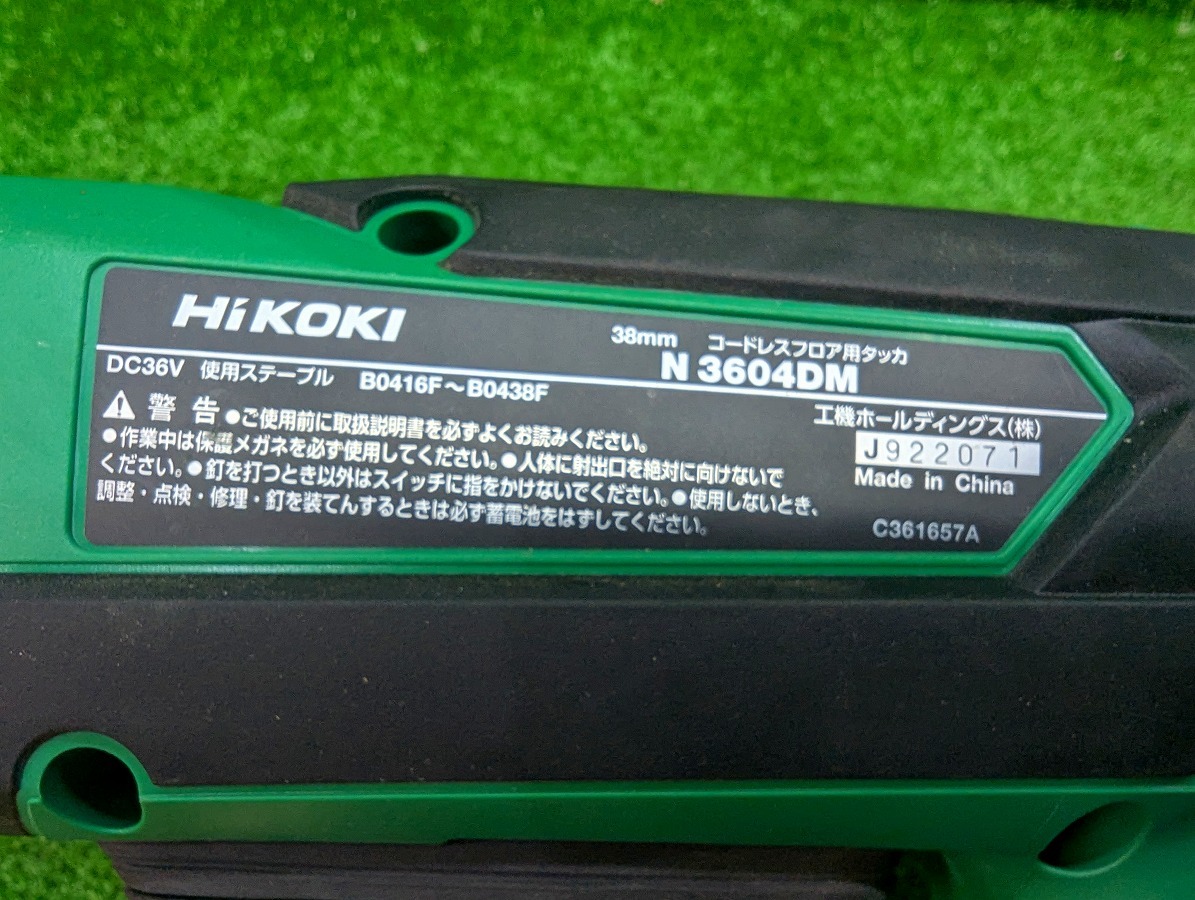 HiKOKI
38mm コードレスフロア用タッカ
N 3604DM
DC36V 使用ステープル B0416F～B0438F
工機ホールディングス(株)
J922071
Made in China
C361657A
警告 ●ご使用前に取扱説明書を必ずよくお読みください。
●作業中は保護メガネを必ず使用してください。●人体に射出口を絶対に向けないで
ください。●釘を打つとき以外はスイッチに指をかけないでください。●使用しないとき、
調整・点検・修理・釘を装てんするときは必ず蓄電池をはずしてください。